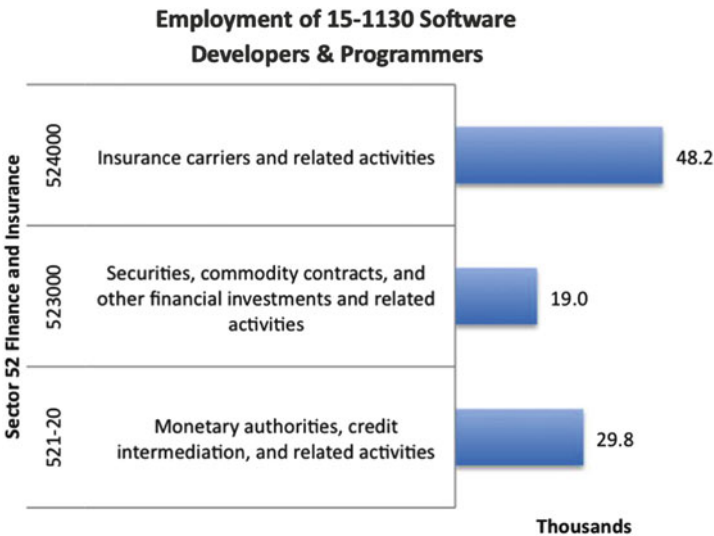 Employment of 15-1130 Software
Developers & Programmers
Sector 52 Finance and Insurance
524000
Insurance carriers and related activities
48.2
523000
Securities, commodity contracts, and
other financial investments and related
activities
19.0
521-20
Monetary authorities, credit
intermediation, and related activities
29.8
Thousands